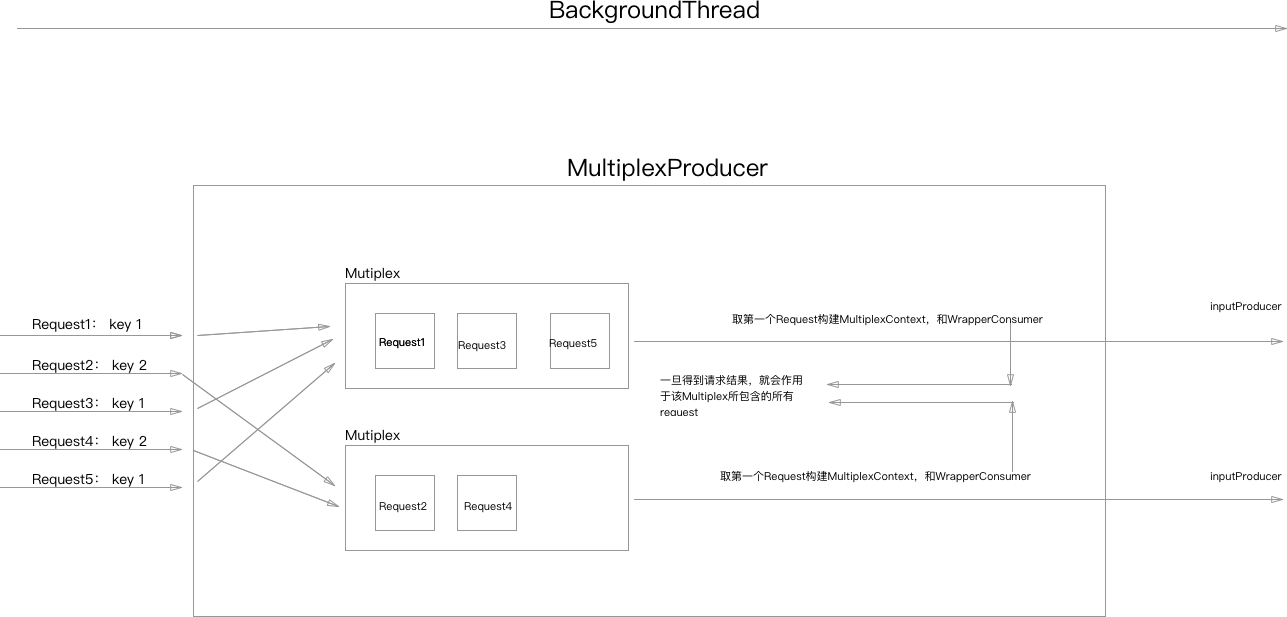 BackgroundThread
MultiplexProducer
Mutiplex
Request1： key 1
Request2： key 2
Request3： key 1
Request4： key 2
Request5： key 1
Request1
Request3
Request5
取第一个Request构建MultiplexContext，和WrapperConsumer
inputProducer
一旦得到请求结果，就会作用
于该Multiplex所包含的所有
request
Mutiplex
Request2
Request4
取第一个Request构建MultiplexContext，和WrapperConsumer
inputProducer